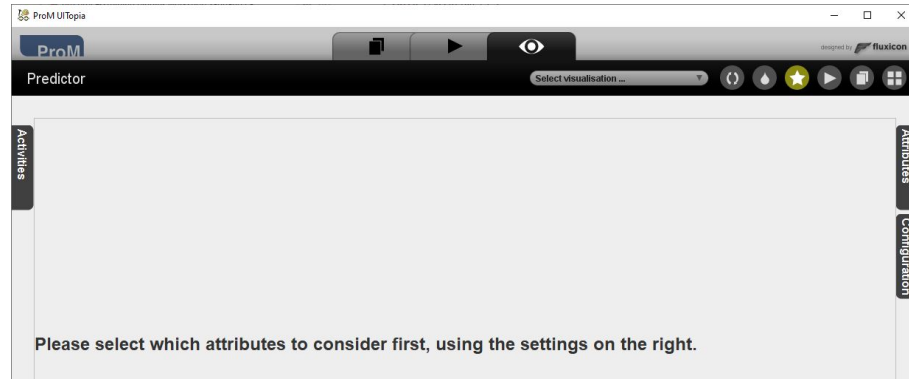 ProM UITopia
ProM
designed by fluxicon
Predictor
Select visualisation ...
Activities
Attributes
Configuration
Please select which attributes to consider first, using the settings on the right.